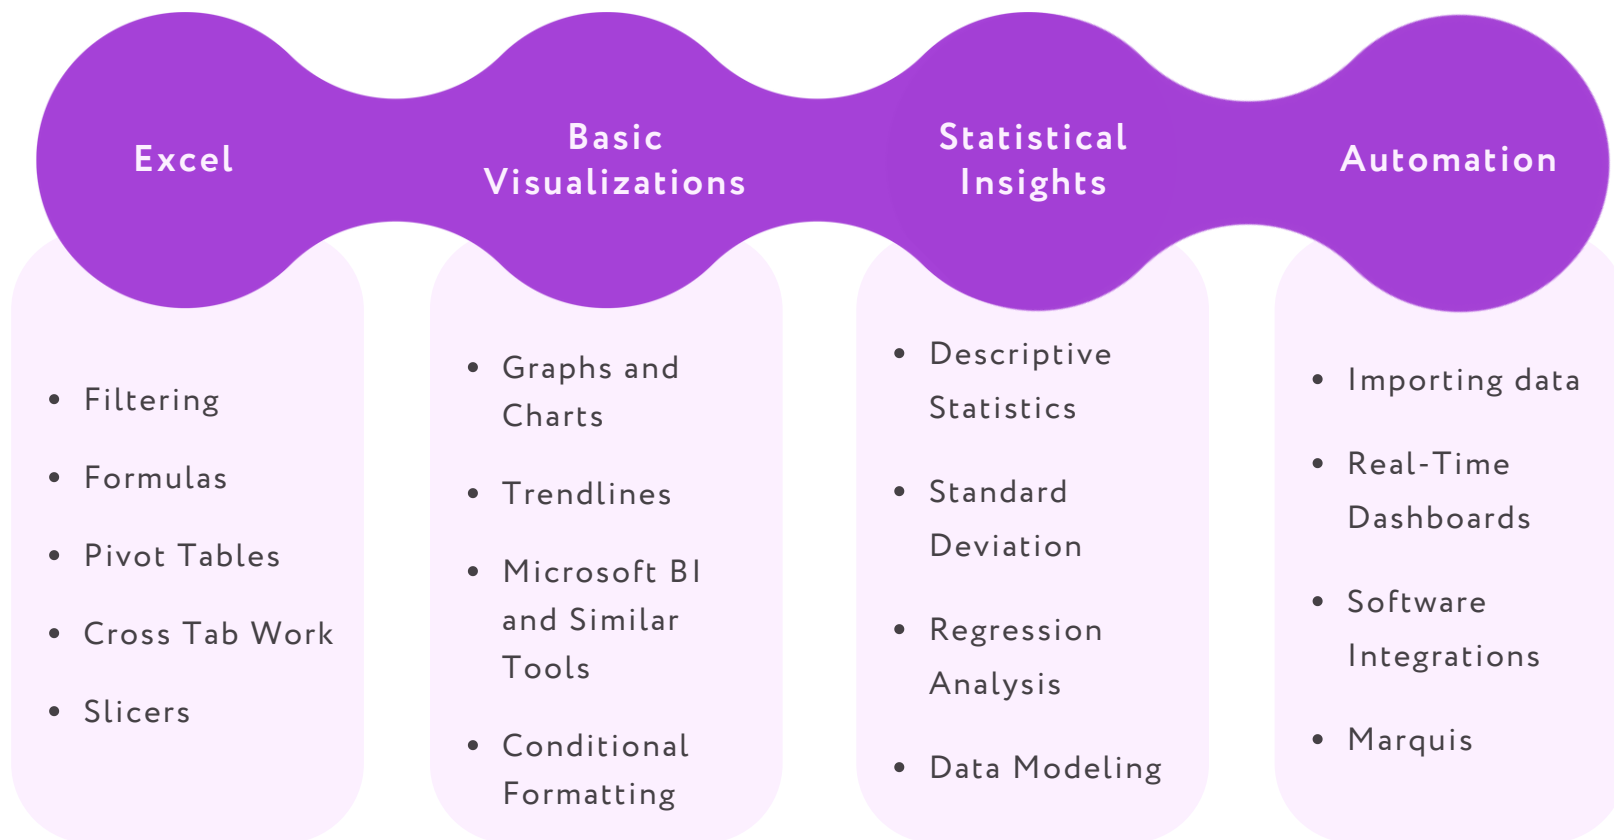 Excel
Basic
Visualizations
Statistical
Insights
Automation
• Filtering
• Formulas
• Pivot Tables
• Cross Tab Work
• Slicers
• Graphs and
Charts
• Trendlines
• Microsoft BI
and Similar
Tools
• Conditional
Formatting
• Descriptive
Statistics
• Standard
Deviation
• Regression
Analysis
• Data Modeling
• Importing data
• Real-Time
Dashboards
• Software
Integrations
• Marquis